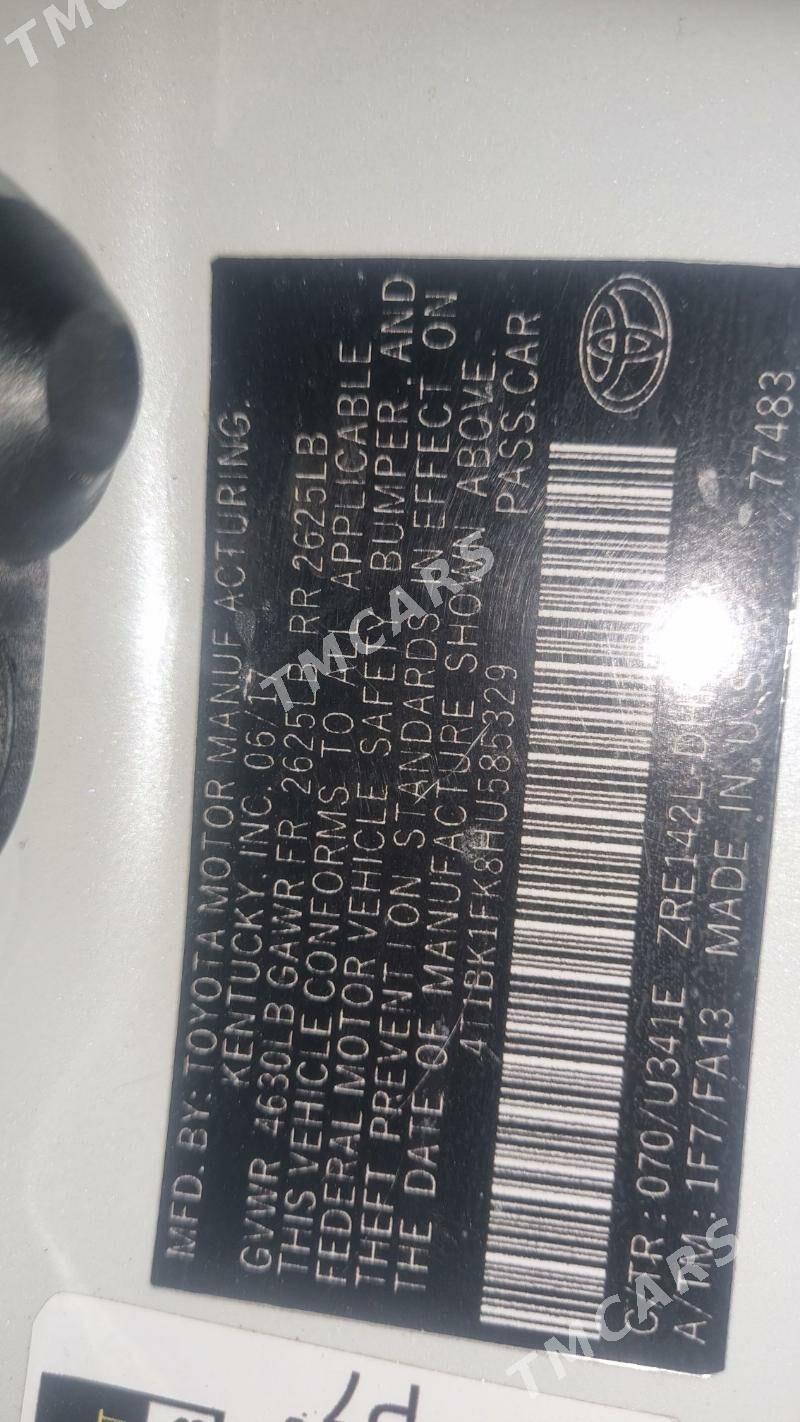 MFD. BY: TOYOTA MOTOR MANUFACTURING,
KENTUCKY, INC. 06/
GVWR 4630LB GAWR FR 2625LB RR 2625LB
THIS VEHICLE CONFORMS TO ALL APPLICABLE
FEDERAL MOTOR VEHICLE SAFETY, BUMPER, AND
THEFT PREVENTION STANDARDS IN EFFECT ON
THE DATE OF MANUFACTURE SHOWN ABOVE.
4T1BK1FK8HU585329 PASS.CAR
C/TR: 070/U341E ZRE142L-
A/TM: 1F7/FA13 MADE IN U.S. 77483
TMCARS
TMCARS